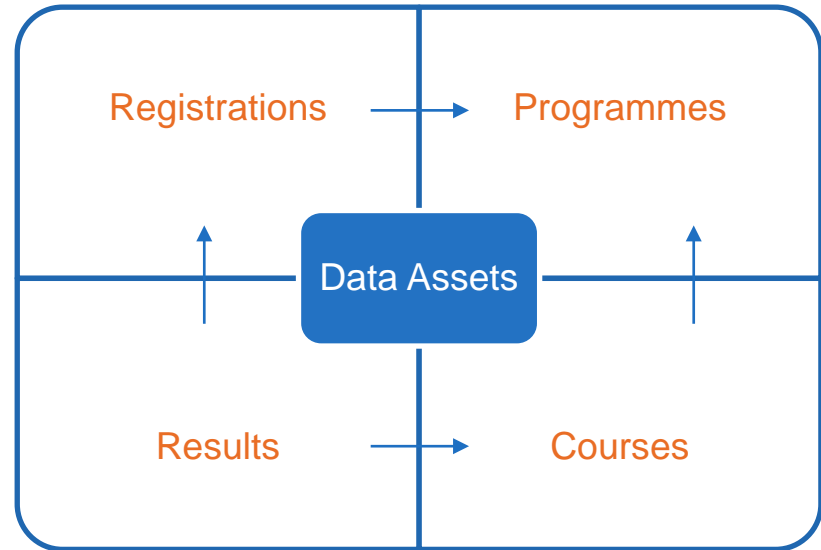 Registrations
Programmes
Data Assets
Results
Courses